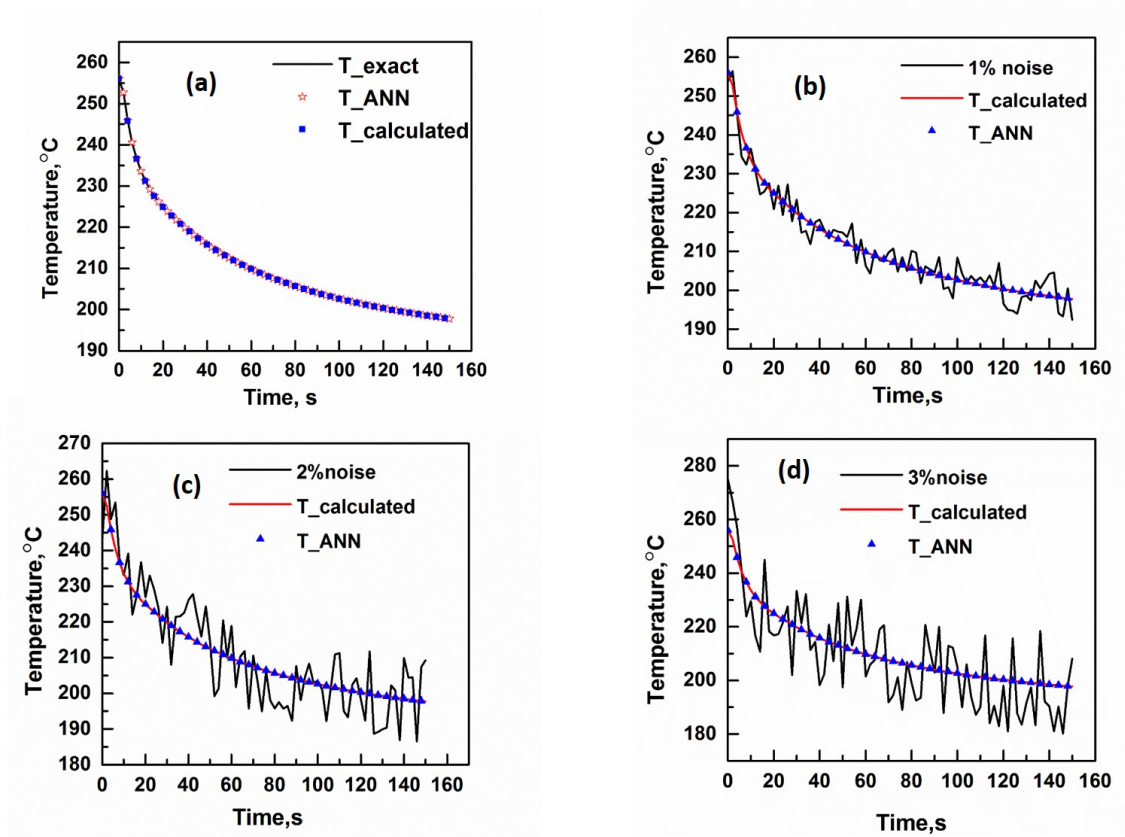 (a)
T_exact
T_ANN
T_calculated
260
250
240
230
220
210
200
190
0 20 40 60 80 100 120 140 160
Temperature,°C
Time, s
(b)
1% noise
T_calculated
T_ANN
260
250
240
230
220
210
200
190
0 20 40 60 80 100 120 140 160
Temperature,°C
Time,s
(c)
2%noise
T_calculated
T_ANN
270
260
250
240
230
220
210
200
190
180
0 20 40 60 80 100 120 140 160
Temperature,°C
Time,s
(d)
3%noise
T_calculated
T_ANN
280
260
240
220
200
180
0 20 40 60 80 100 120 140 160
Temperature,°C
Time,s